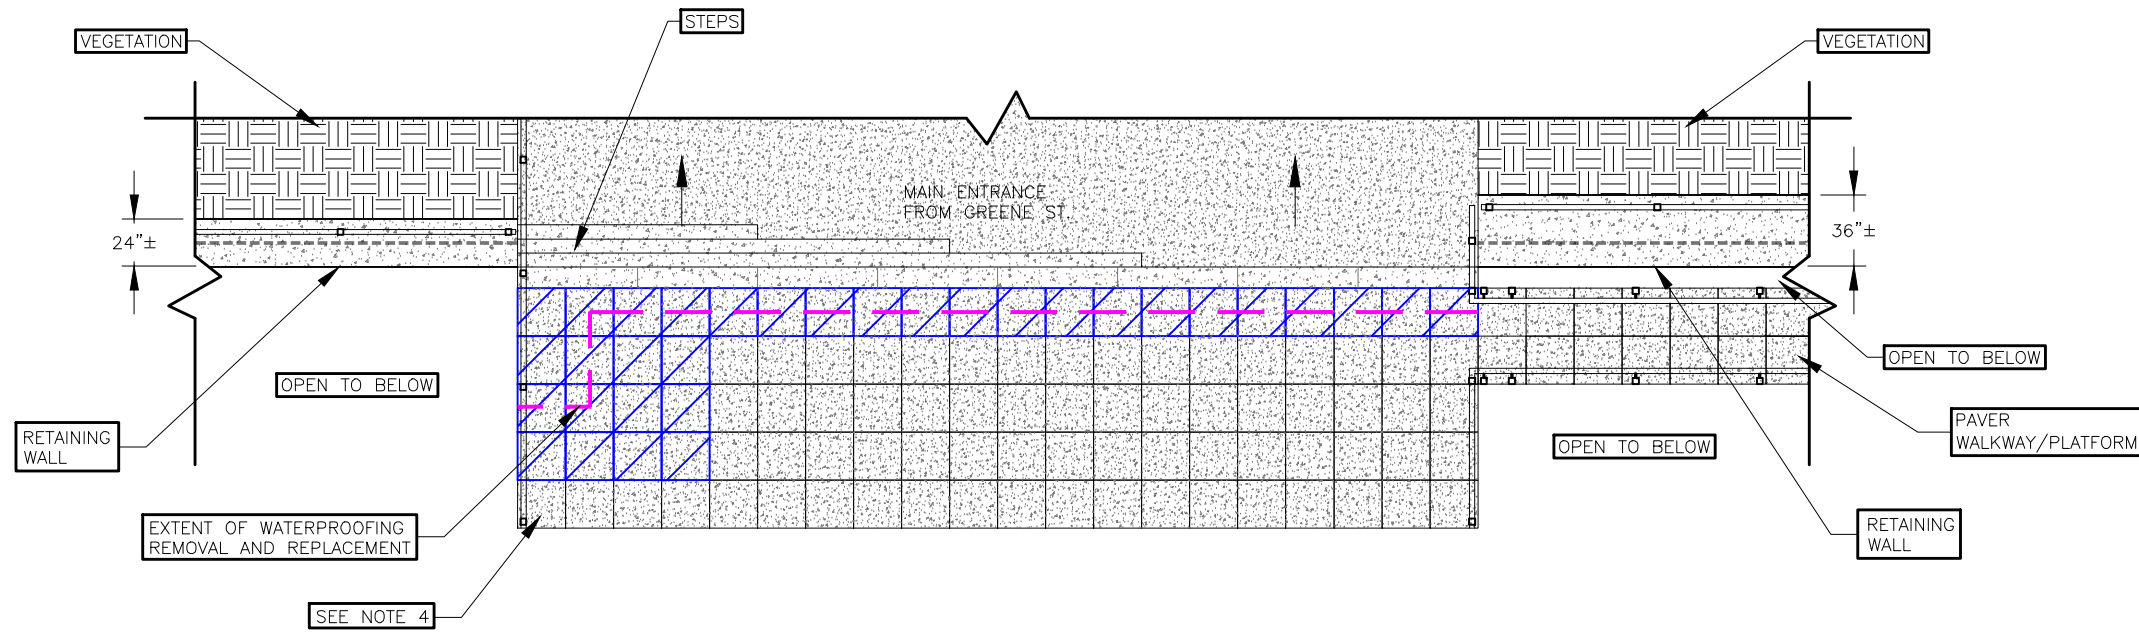 STEPS
VEGETATION
VEGETATION
MAIN ENTRANCE
FROM GREENE ST.
24"±
36"±
OPEN TO BELOW
OPEN TO BELOW
RETAINING
WALL
PAVER
WALKWAY/PLATFORM
OPEN TO BELOW
EXTENT OF WATERPROOFING
REMOVAL AND REPLACEMENT
RETAINING
WALL
SEE NOTE 4